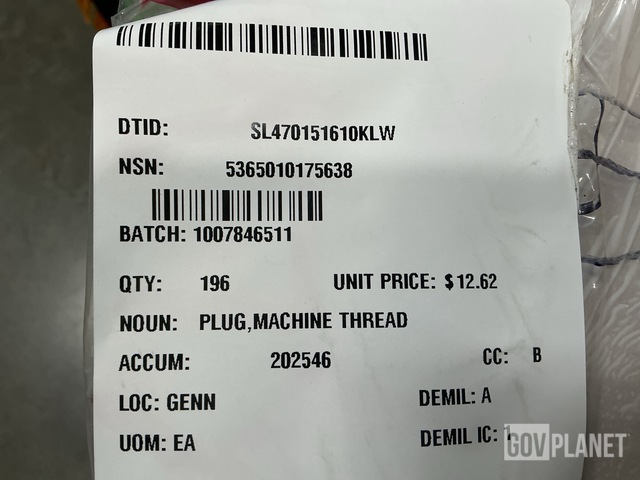 DTID: SL470151610KLW
NSN: 5365010175638
BATCH: 1007846511
QTY: 196 UNIT PRICE: $12.62
NOUN: PLUG,MACHINE THREAD
ACCUM: 202546 CC: B
LOC: GENN DEMIL: A
UOM: EA DEMIL IC: 1
GOVPLANET